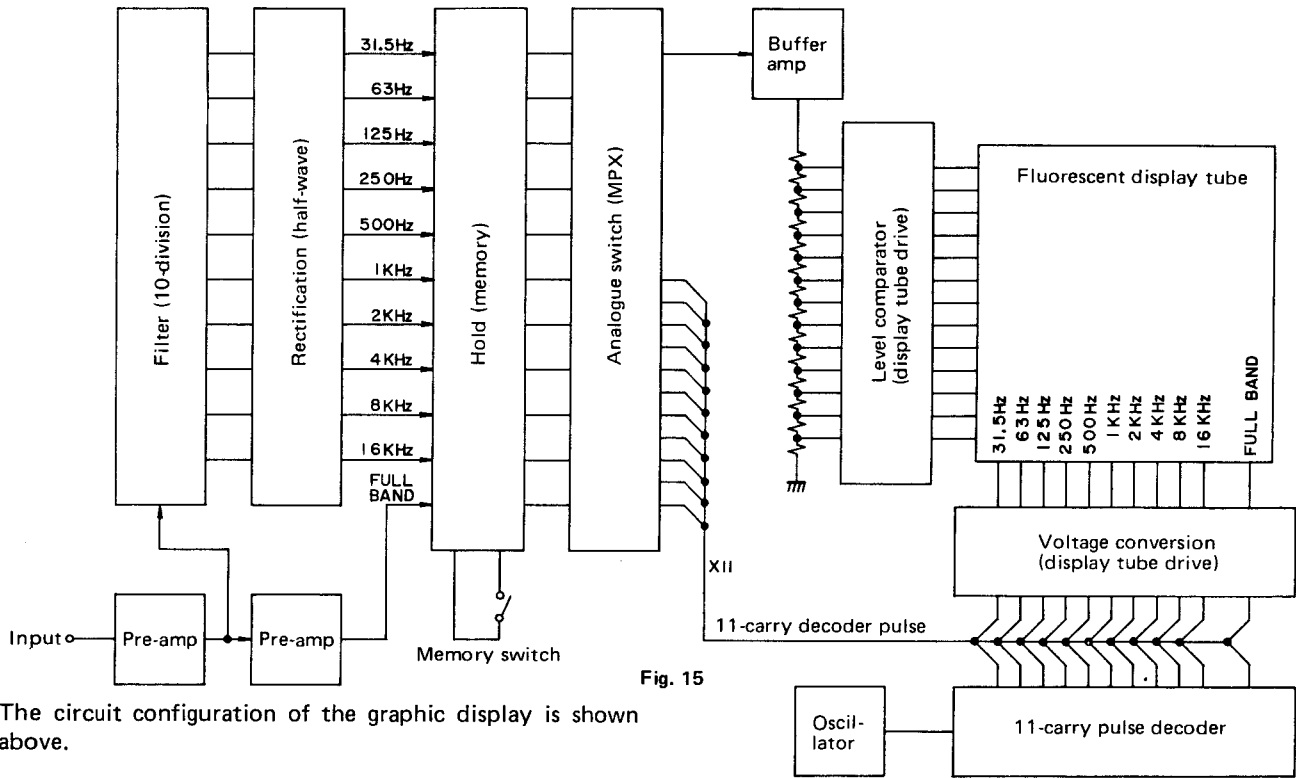 Filter (10-division)
Rectification (half-wave)
31.5Hz
63Hz
125Hz
250Hz
500Hz
1KHz
2KHz
4KHz
8KHz
16KHz
FULL
BAND
Hold (memory)
Analogue switch (MPX)
Buffer
amp
Level comparator
(display tube drive)
Fluorescent display tube
31.5Hz
63Hz
125Hz
250Hz
500Hz
1KHz
2KHz
4KHz
8KHz
16KHz
FULL BAND
Voltage conversion
(display tube drive)
X11
11-carry decoder pulse
Input
Pre-amp
Pre-amp
Memory switch
Fig. 15
Oscil-
lator
11-carry pulse decoder
The circuit configuration of the graphic display is shown
above.